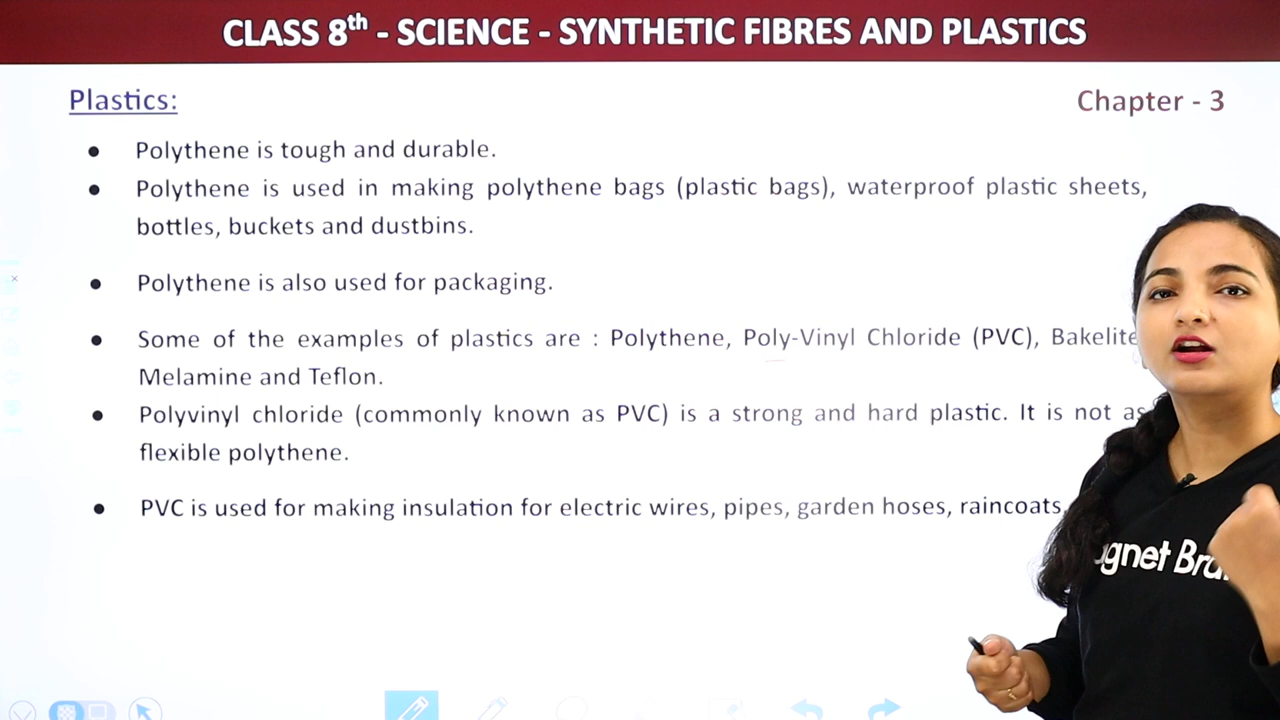 CLASS 8th - SCIENCE - SYNTHETIC FIBRES AND PLASTICS
Plastics:
Chapter - 3
● Polythene is tough and durable.
● Polythene is used in making polythene bags (plastic bags), waterproof plastic sheets,
bottles, buckets and dustbins.
● Polythene is also used for packaging.
● Some of the examples of plastics are : Polythene, Poly-Vinyl Chloride (PVC), Bakelite
Melamine and Teflon.
● Polyvinyl chloride (commonly known as PVC) is a strong and hard plastic. It is not as
flexible polythene.
● PVC is used for making insulation for electric wires, pipes, garden hoses, raincoats,
agnet Bra